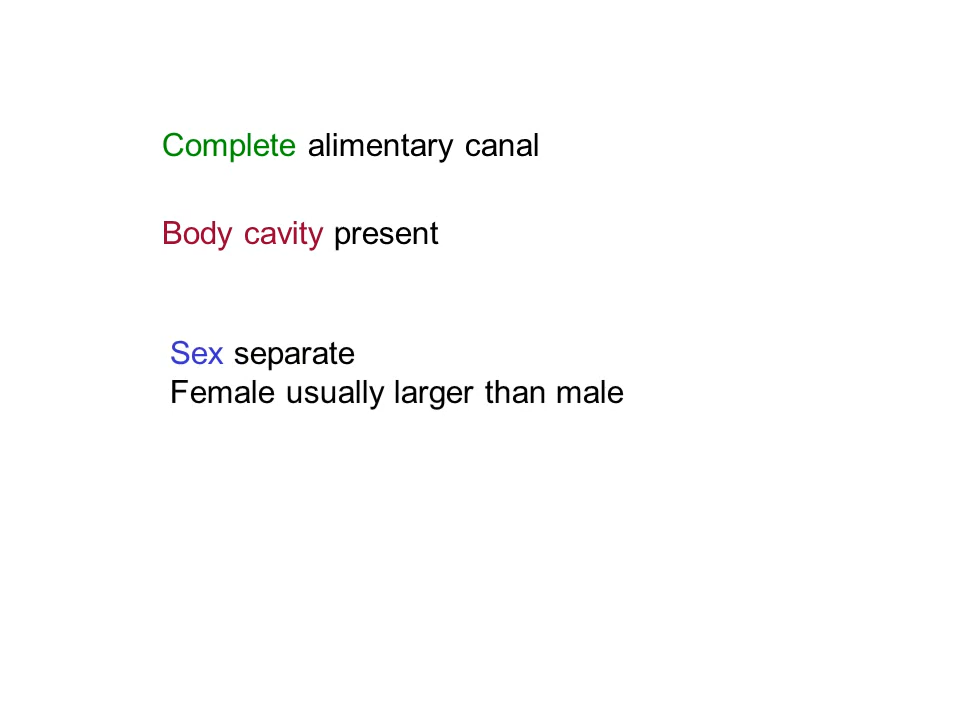 Complete alimentary canal
Body cavity present
Sex separate
Female usually larger than male